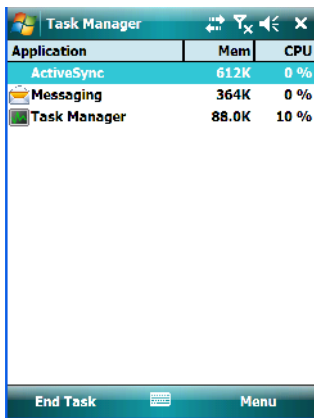 Task Manager
Application Mem CPU
ActiveSync 612K 0 %
Messaging 364K 0 %
Task Manager 88.0K 10 %
End Task Menu